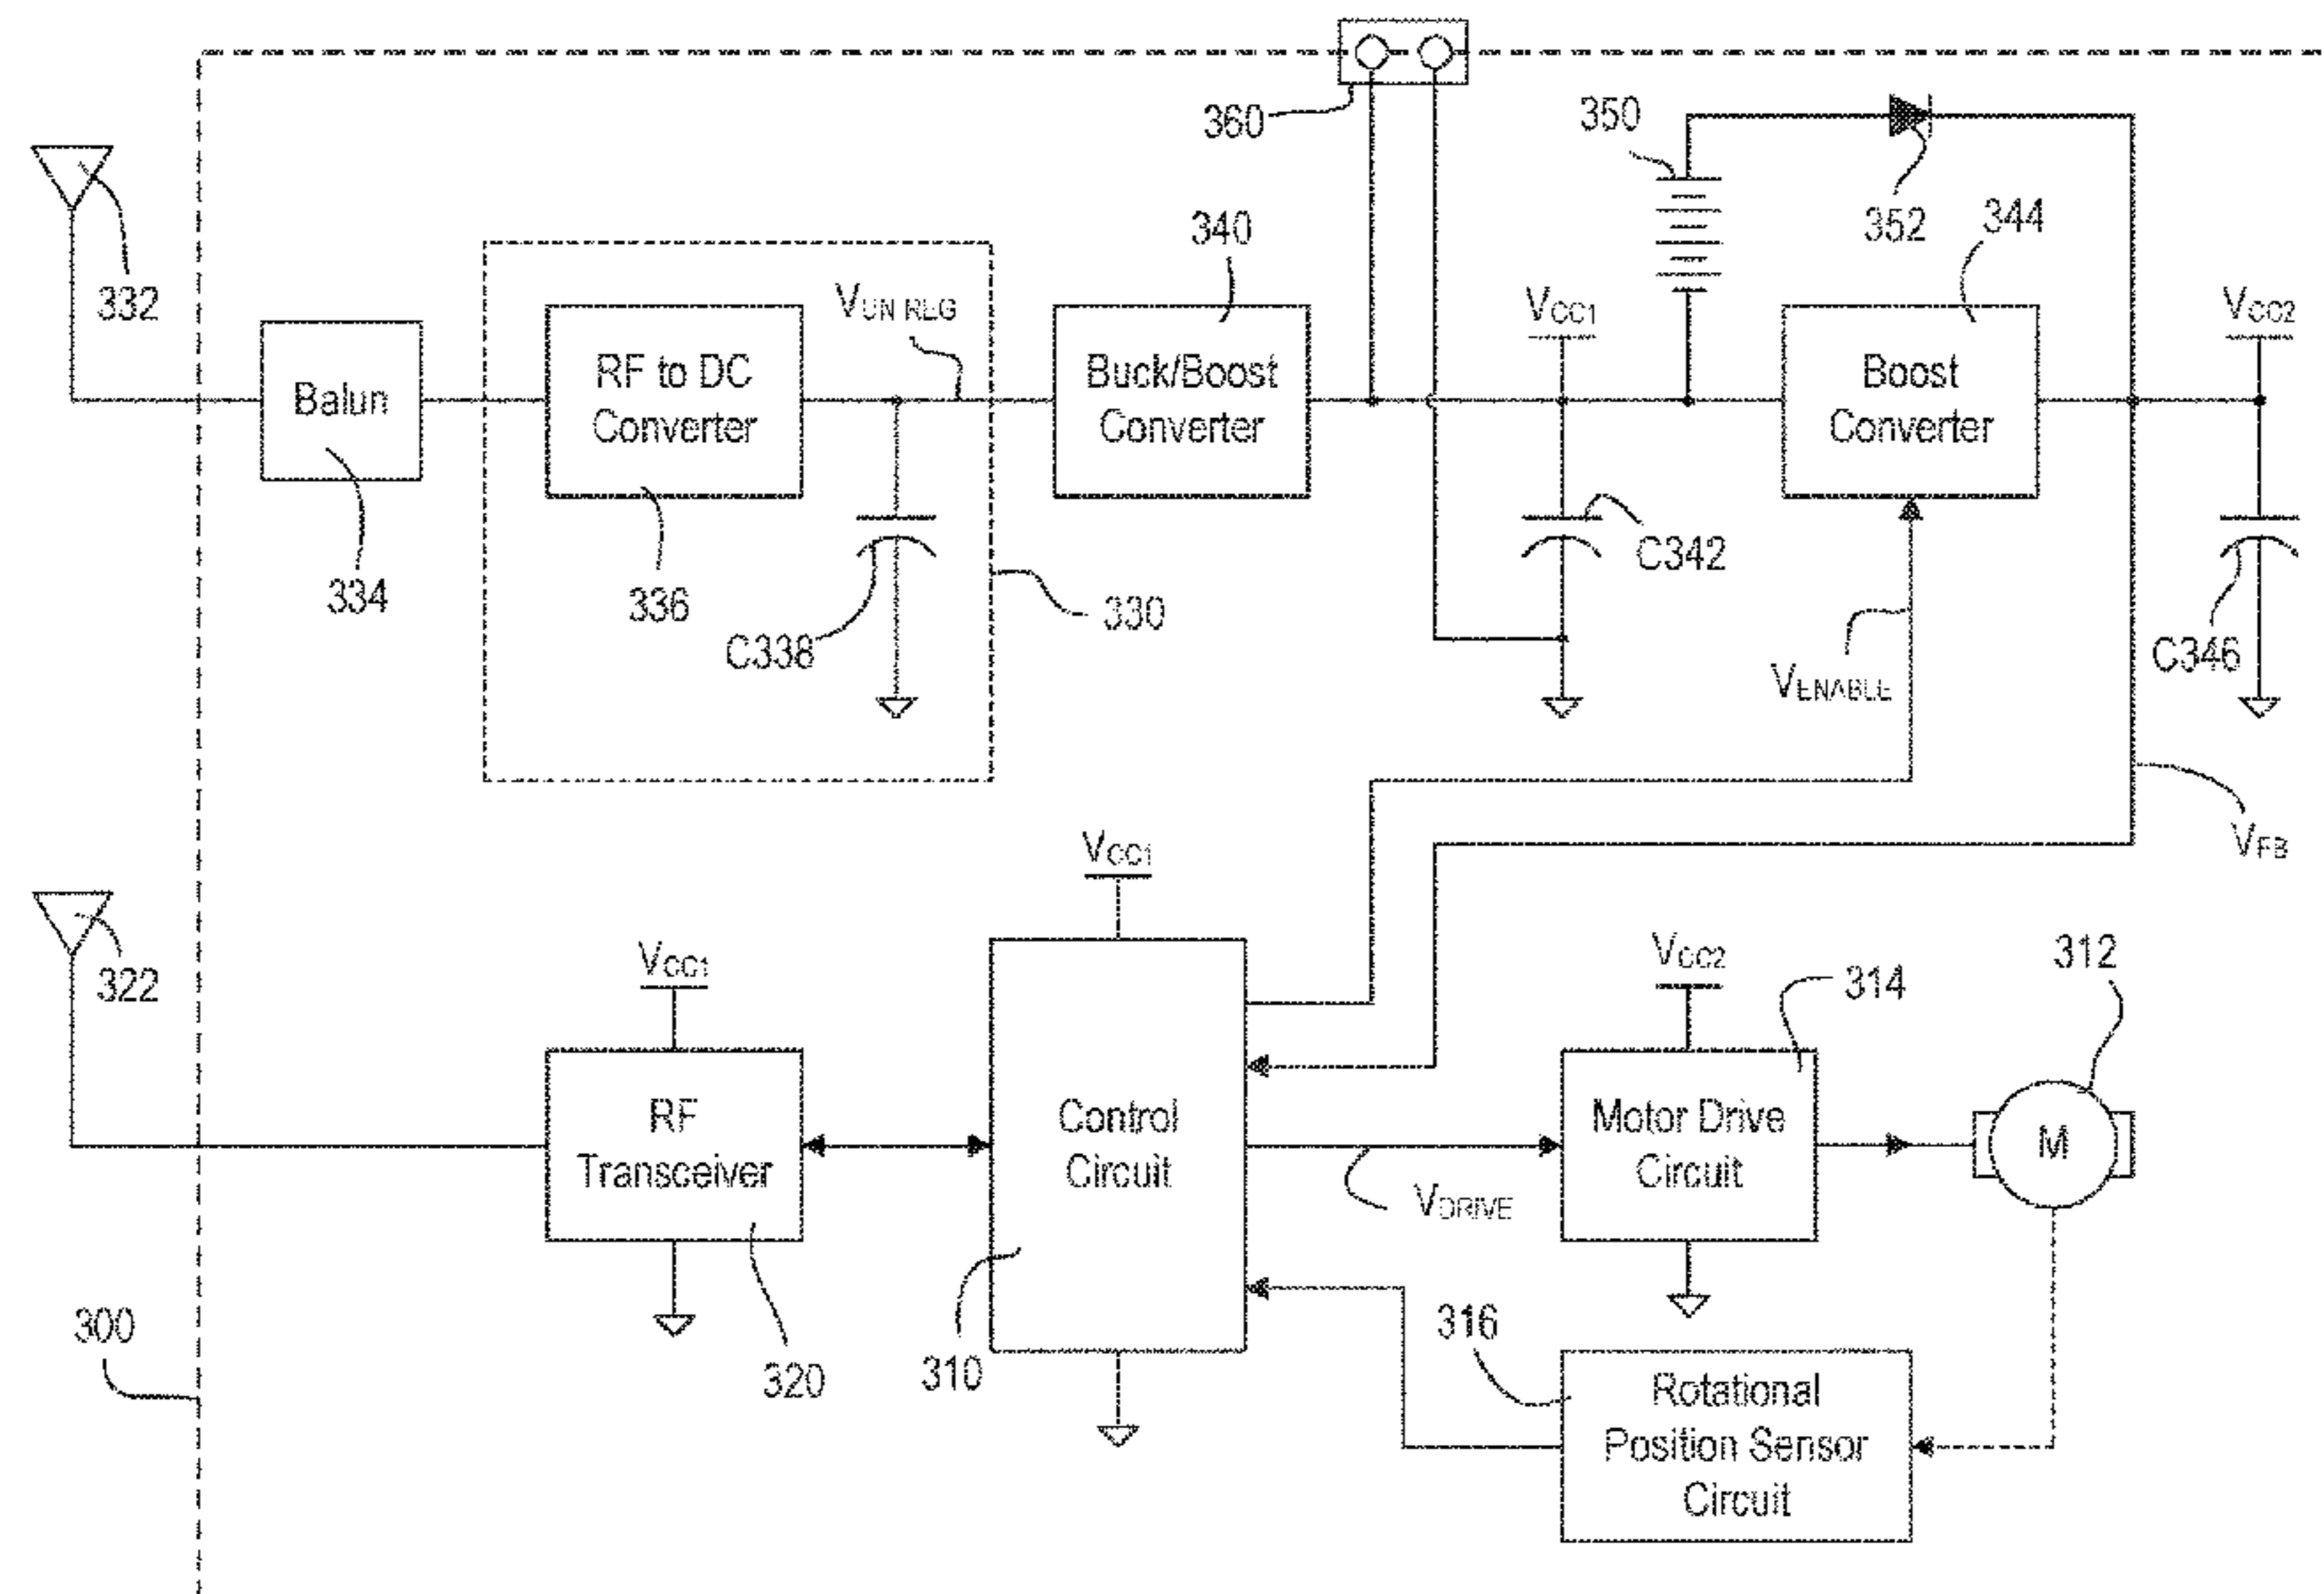 360
350
352
344
332
340
VUN REG
VCC1
VCC2
Balun
RF to DC
Converter
Buck/Boost
Converter
Boost
Converter
334
336
C338
330
C342
VENABLE
C346
VFB
VCC1
322
VCC1
VCC2
314
312
RF
Transceiver
Control
Circuit
Motor Drive
Circuit
M
VDRIVE
300
320
310
316
Rotational
Position Sensor
Circuit